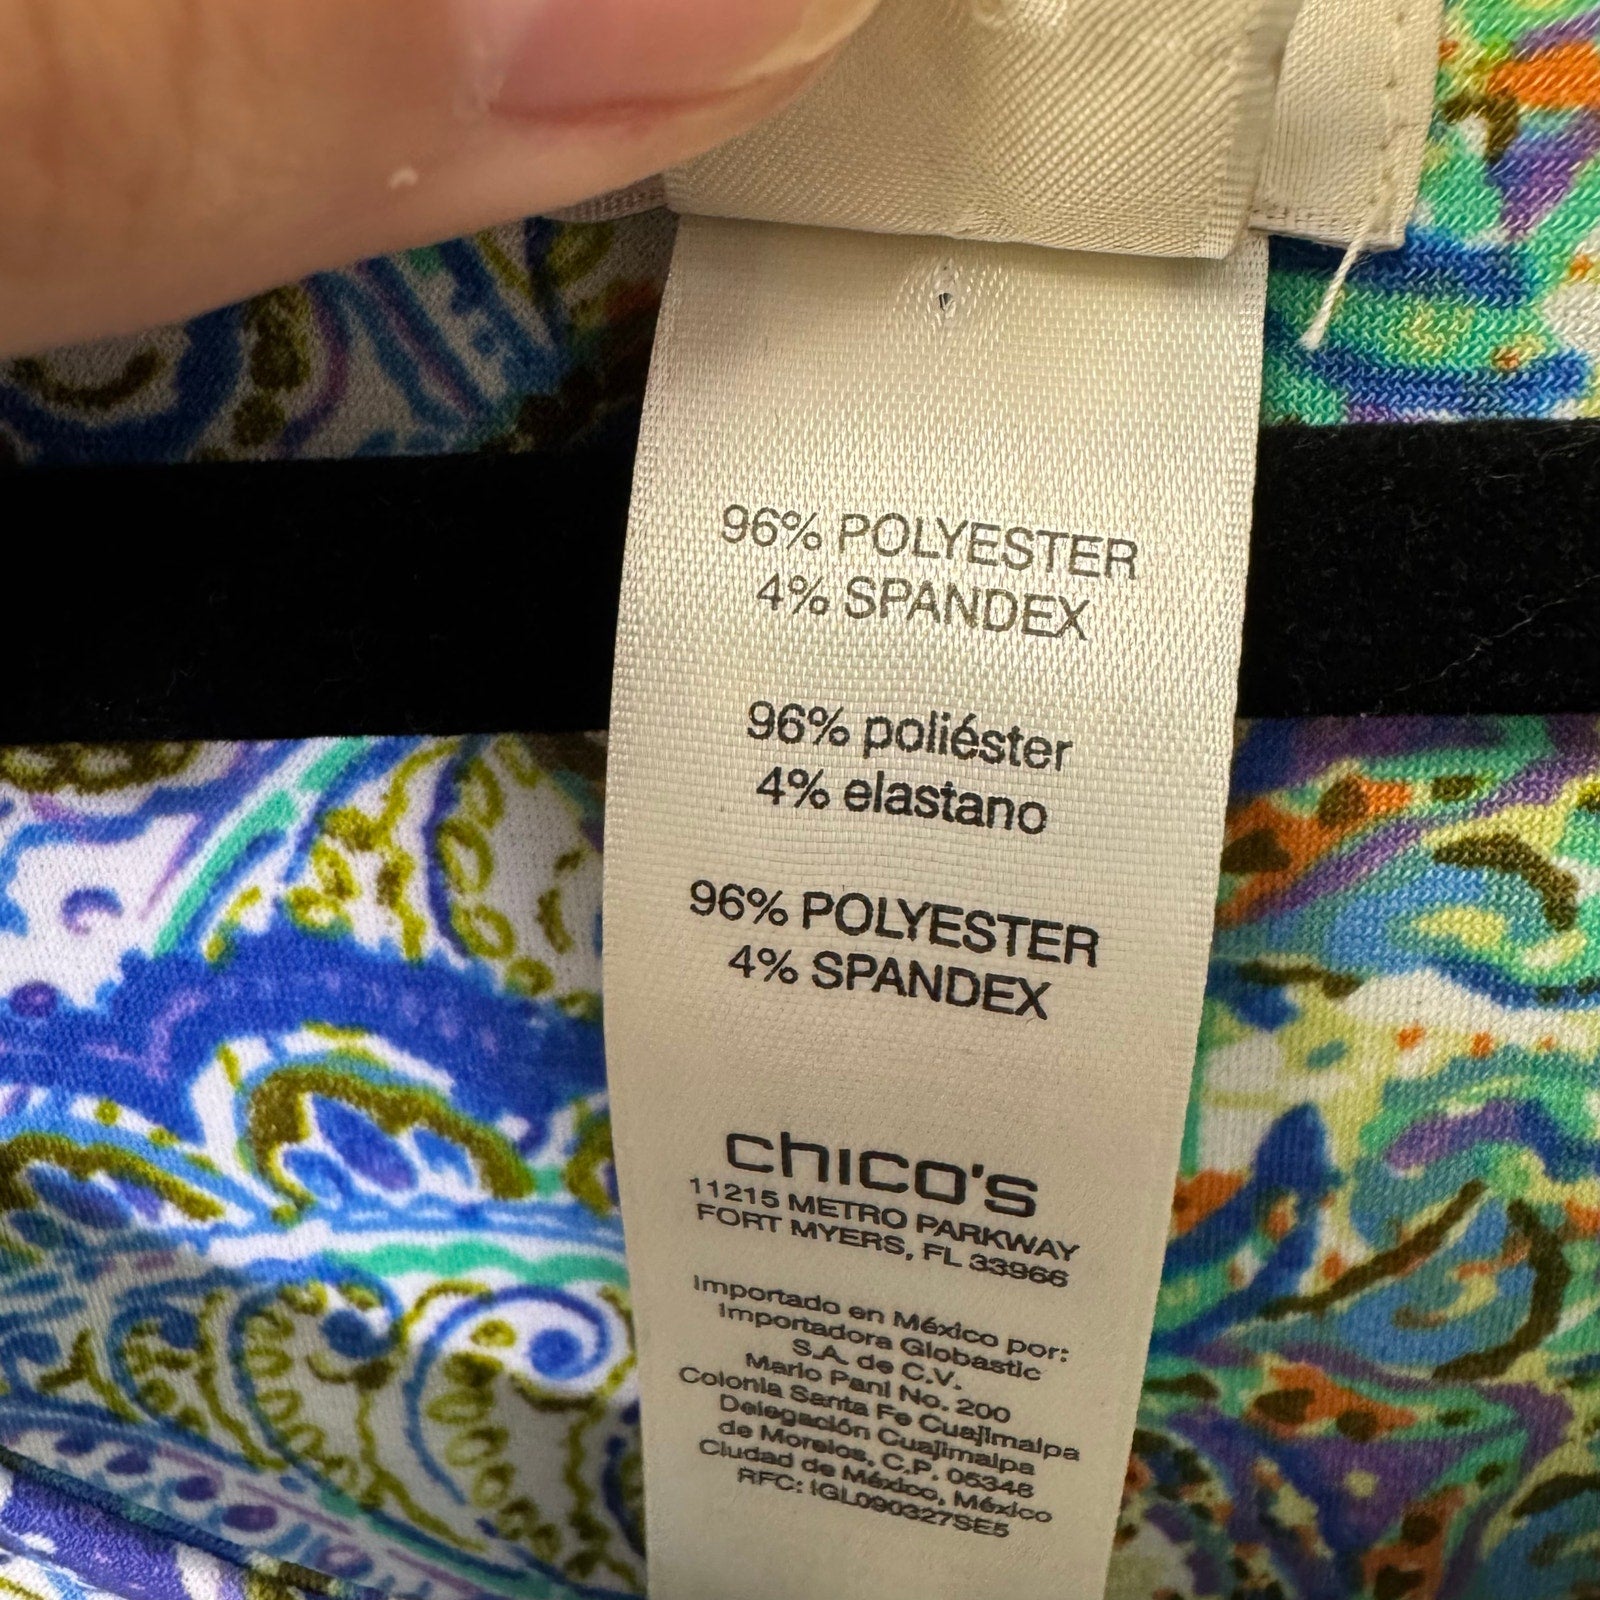 96% POLYESTER
4% SPANDEX
96% poliéster
4% elastano
96% POLYESTER
4% SPANDEX
chico's
11215 METRO PARKWAY
FORT MYERS, FL 33966
Importado en México por:
Importadora Globastic
S.A. de C.V.
Mario Pani No. 200
Colonia Santa Fe Cuajimalpa
Delegación Cuajimalpa
de Morelos, C.P. 05348
Ciudad de México, México
RFC: IGL090327SE5